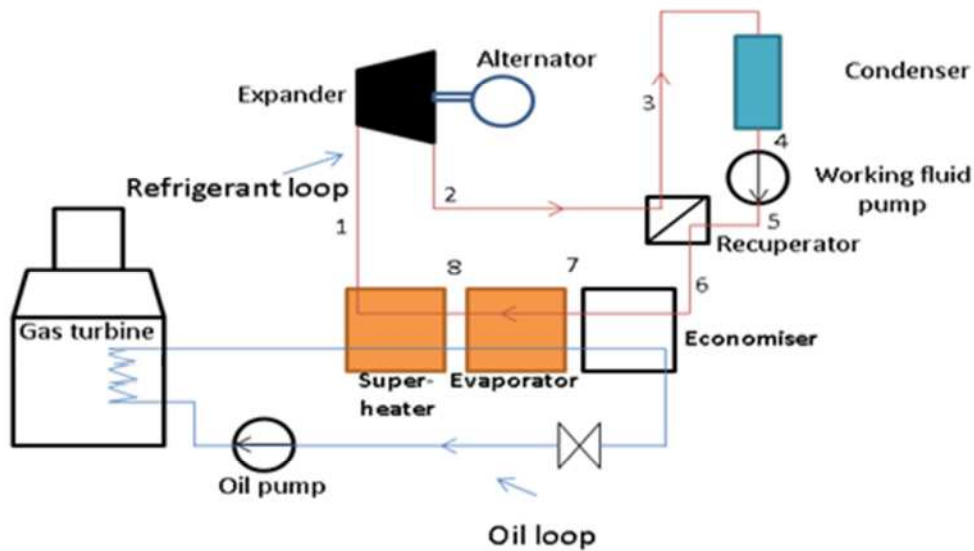 Alternator
Expander
Condenser
3
4
Refrigerant loop
2
Working fluid
pump
1
5
Recuperator
8
7
6
Gas turbine
Economiser
Super-
heater
Evaporator
Oil pump
Oil loop